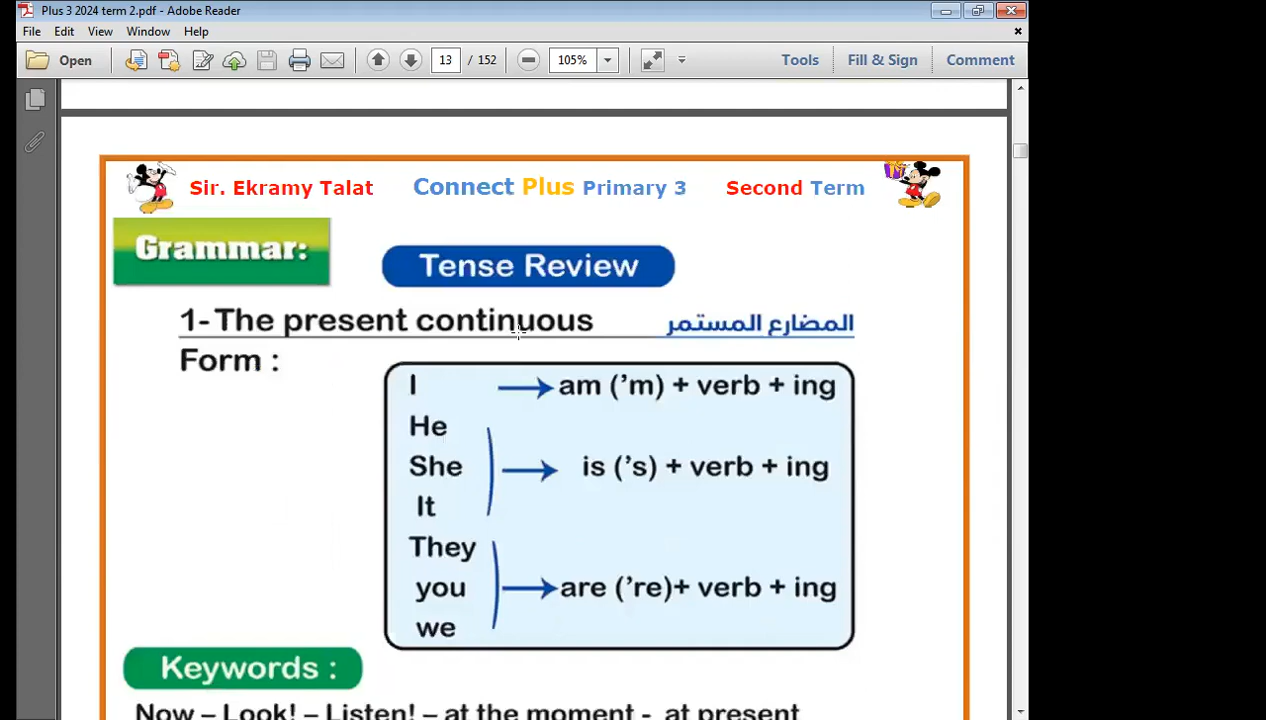 Plus 3 2024 term 2.pdf - Adobe Reader
File Edit View Window Help
Open 13 / 152 105% Tools Fill & Sign Comment
Sir. Ekramy Talat Connect Plus Primary 3 Second Term
Grammar:
Tense Review
1- The present continuous المضارع المستمر
Form :
I am ('m) + verb + ing
He
She is ('s) + verb + ing
It
They
you are ('re)+ verb + ing
we
Keywords :
Now – Look! – Listen! – at the moment - at present